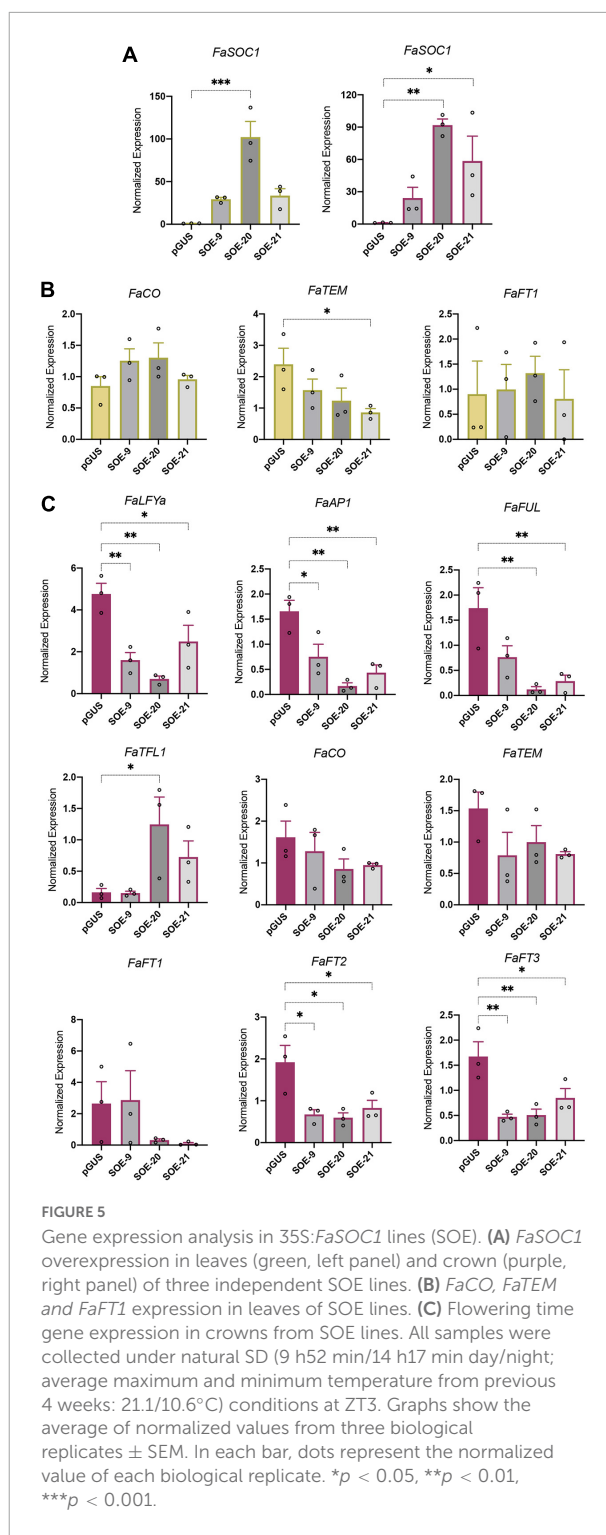 A
FaSOC1
FaSOC1
Normalized Expression
150
100
50
0
***
pGUS
SOE-9
SOE-20
SOE-21
Normalized Expression
120
90
60
30
0
*
**
pGUS
SOE-9
SOE-20
SOE-21
B
FaCO
FaTEM
FaFT1
Normalized Expression
2.0
1.5
1.0
0.5
0.0
pGUS
SOE-9
SOE-20
SOE-21
Normalized Expression
4
3
2
1
0
*
pGUS
SOE-9
SOE-20
SOE-21
Normalized Expression
2.5
2.0
1.5
1.0
0.5
0.0
pGUS
SOE-9
SOE-20
SOE-21
C
FaLFYa
FaAP1
FaFUL
Normalized Expression
6
4
2
0
*
**
**
pGUS
SOE-9
SOE-20
SOE-21
Normalized Expression
2.5
2.0
1.5
1.0
0.5
0.0
**
**
*
pGUS
SOE-9
SOE-20
SOE-21
Normalized Expression
2.5
2.0
1.5
1.0
0.5
0.0
**
**
pGUS
SOE-9
SOE-20
SOE-21
FaTFL1
FaCO
FaTEM
Normalized Expression
2.0
1.5
1.0
0.5
0.0
*
pGUS
SOE-9
SOE-20
SOE-21
Normalized Expression
3
2
1
0
pGUS
SOE-9
SOE-20
SOE-21
Normalized Expression
2.0
1.5
1.0
0.5
0.0
pGUS
SOE-9
SOE-20
SOE-21
FaFT1
FaFT2
FaFT3
Normalized Expression
8
6
4
2
0
pGUS
SOE-9
SOE-20
SOE-21
Normalized Expression
3
2
1
0
*
*
*
pGUS
SOE-9
SOE-20
SOE-21
Normalized Expression
2.5
2.0
1.5
1.0
0.5
0.0
*
**
**
pGUS
SOE-9
SOE-20
SOE-21
FIGURE 5
Gene expression analysis in 35S:FaSOC1 lines (SOE). (A) FaSOC1
overexpression in leaves (green, left panel) and crown (purple,
right panel) of three independent SOE lines. (B) FaCO, FaTEM
and FaFT1 expression in leaves of SOE lines. (C) Flowering time
gene expression in crowns from SOE lines. All samples were
collected under natural SD (9 h52 min/14 h17 min day/night;
average maximum and minimum temperature from previous
4 weeks: 21.1/10.6°C) conditions at ZT3. Graphs show the
average of normalized values from three biological
replicates ± SEM. In each bar, dots represent the normalized
value of each biological replicate. *p < 0.05, **p < 0.01,
***p < 0.001.